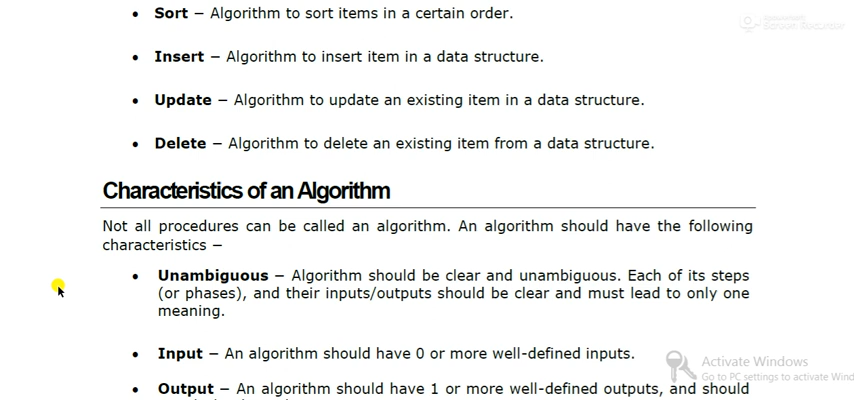 • Sort – Algorithm to sort items in a certain order.
• Insert – Algorithm to insert item in a data structure.
• Update – Algorithm to update an existing item in a data structure.
• Delete – Algorithm to delete an existing item from a data structure.
Characteristics of an Algorithm
Not all procedures can be called an algorithm. An algorithm should have the following
characteristics –
• Unambiguous – Algorithm should be clear and unambiguous. Each of its steps
(or phases), and their inputs/outputs should be clear and must lead to only one
meaning.
• Input – An algorithm should have 0 or more well-defined inputs.
• Output – An algorithm should have 1 or more well-defined outputs, and should
Screen Recorder
Activate Windows
Go to PC settings to activate Wind